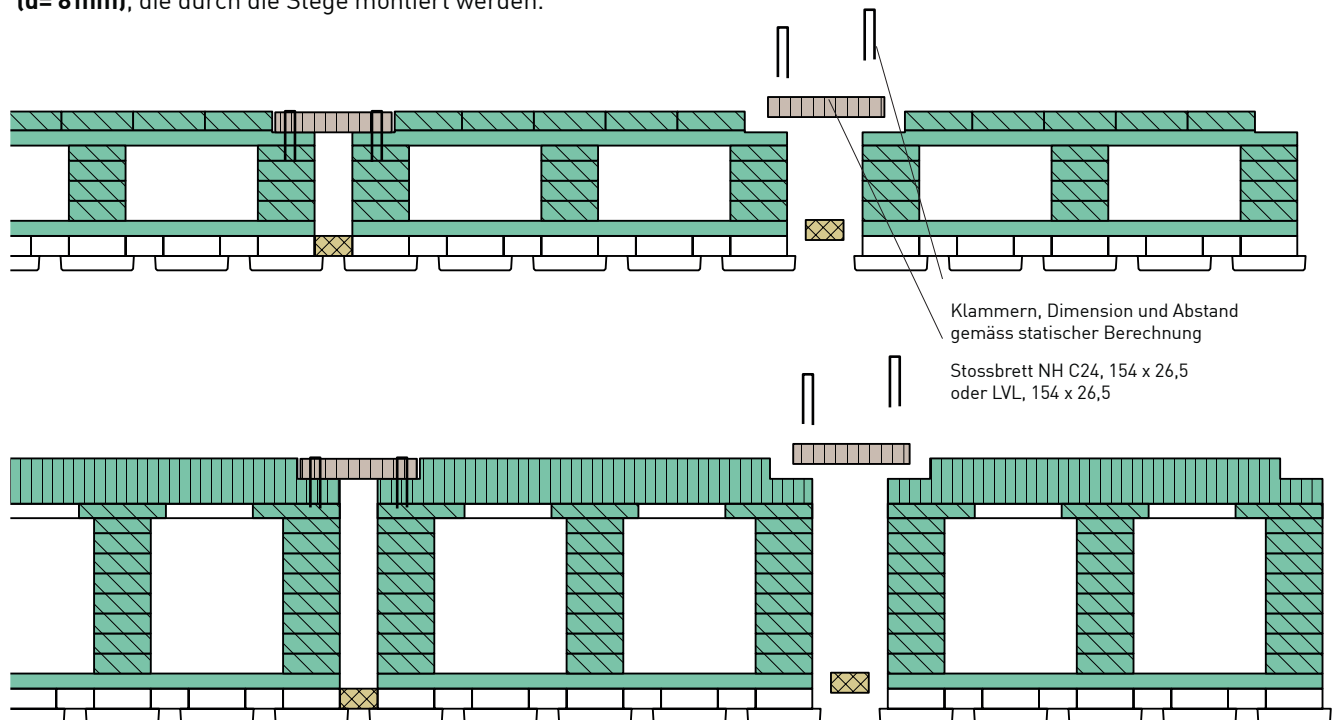 (d= 81mm), die durch die Stege montiert werden.
Klammern, Dimension und Abstand
gemäss statischer Berechnung
Stossbrett NH C24, 154 x 26,5
oder LVL, 154 x 26,5